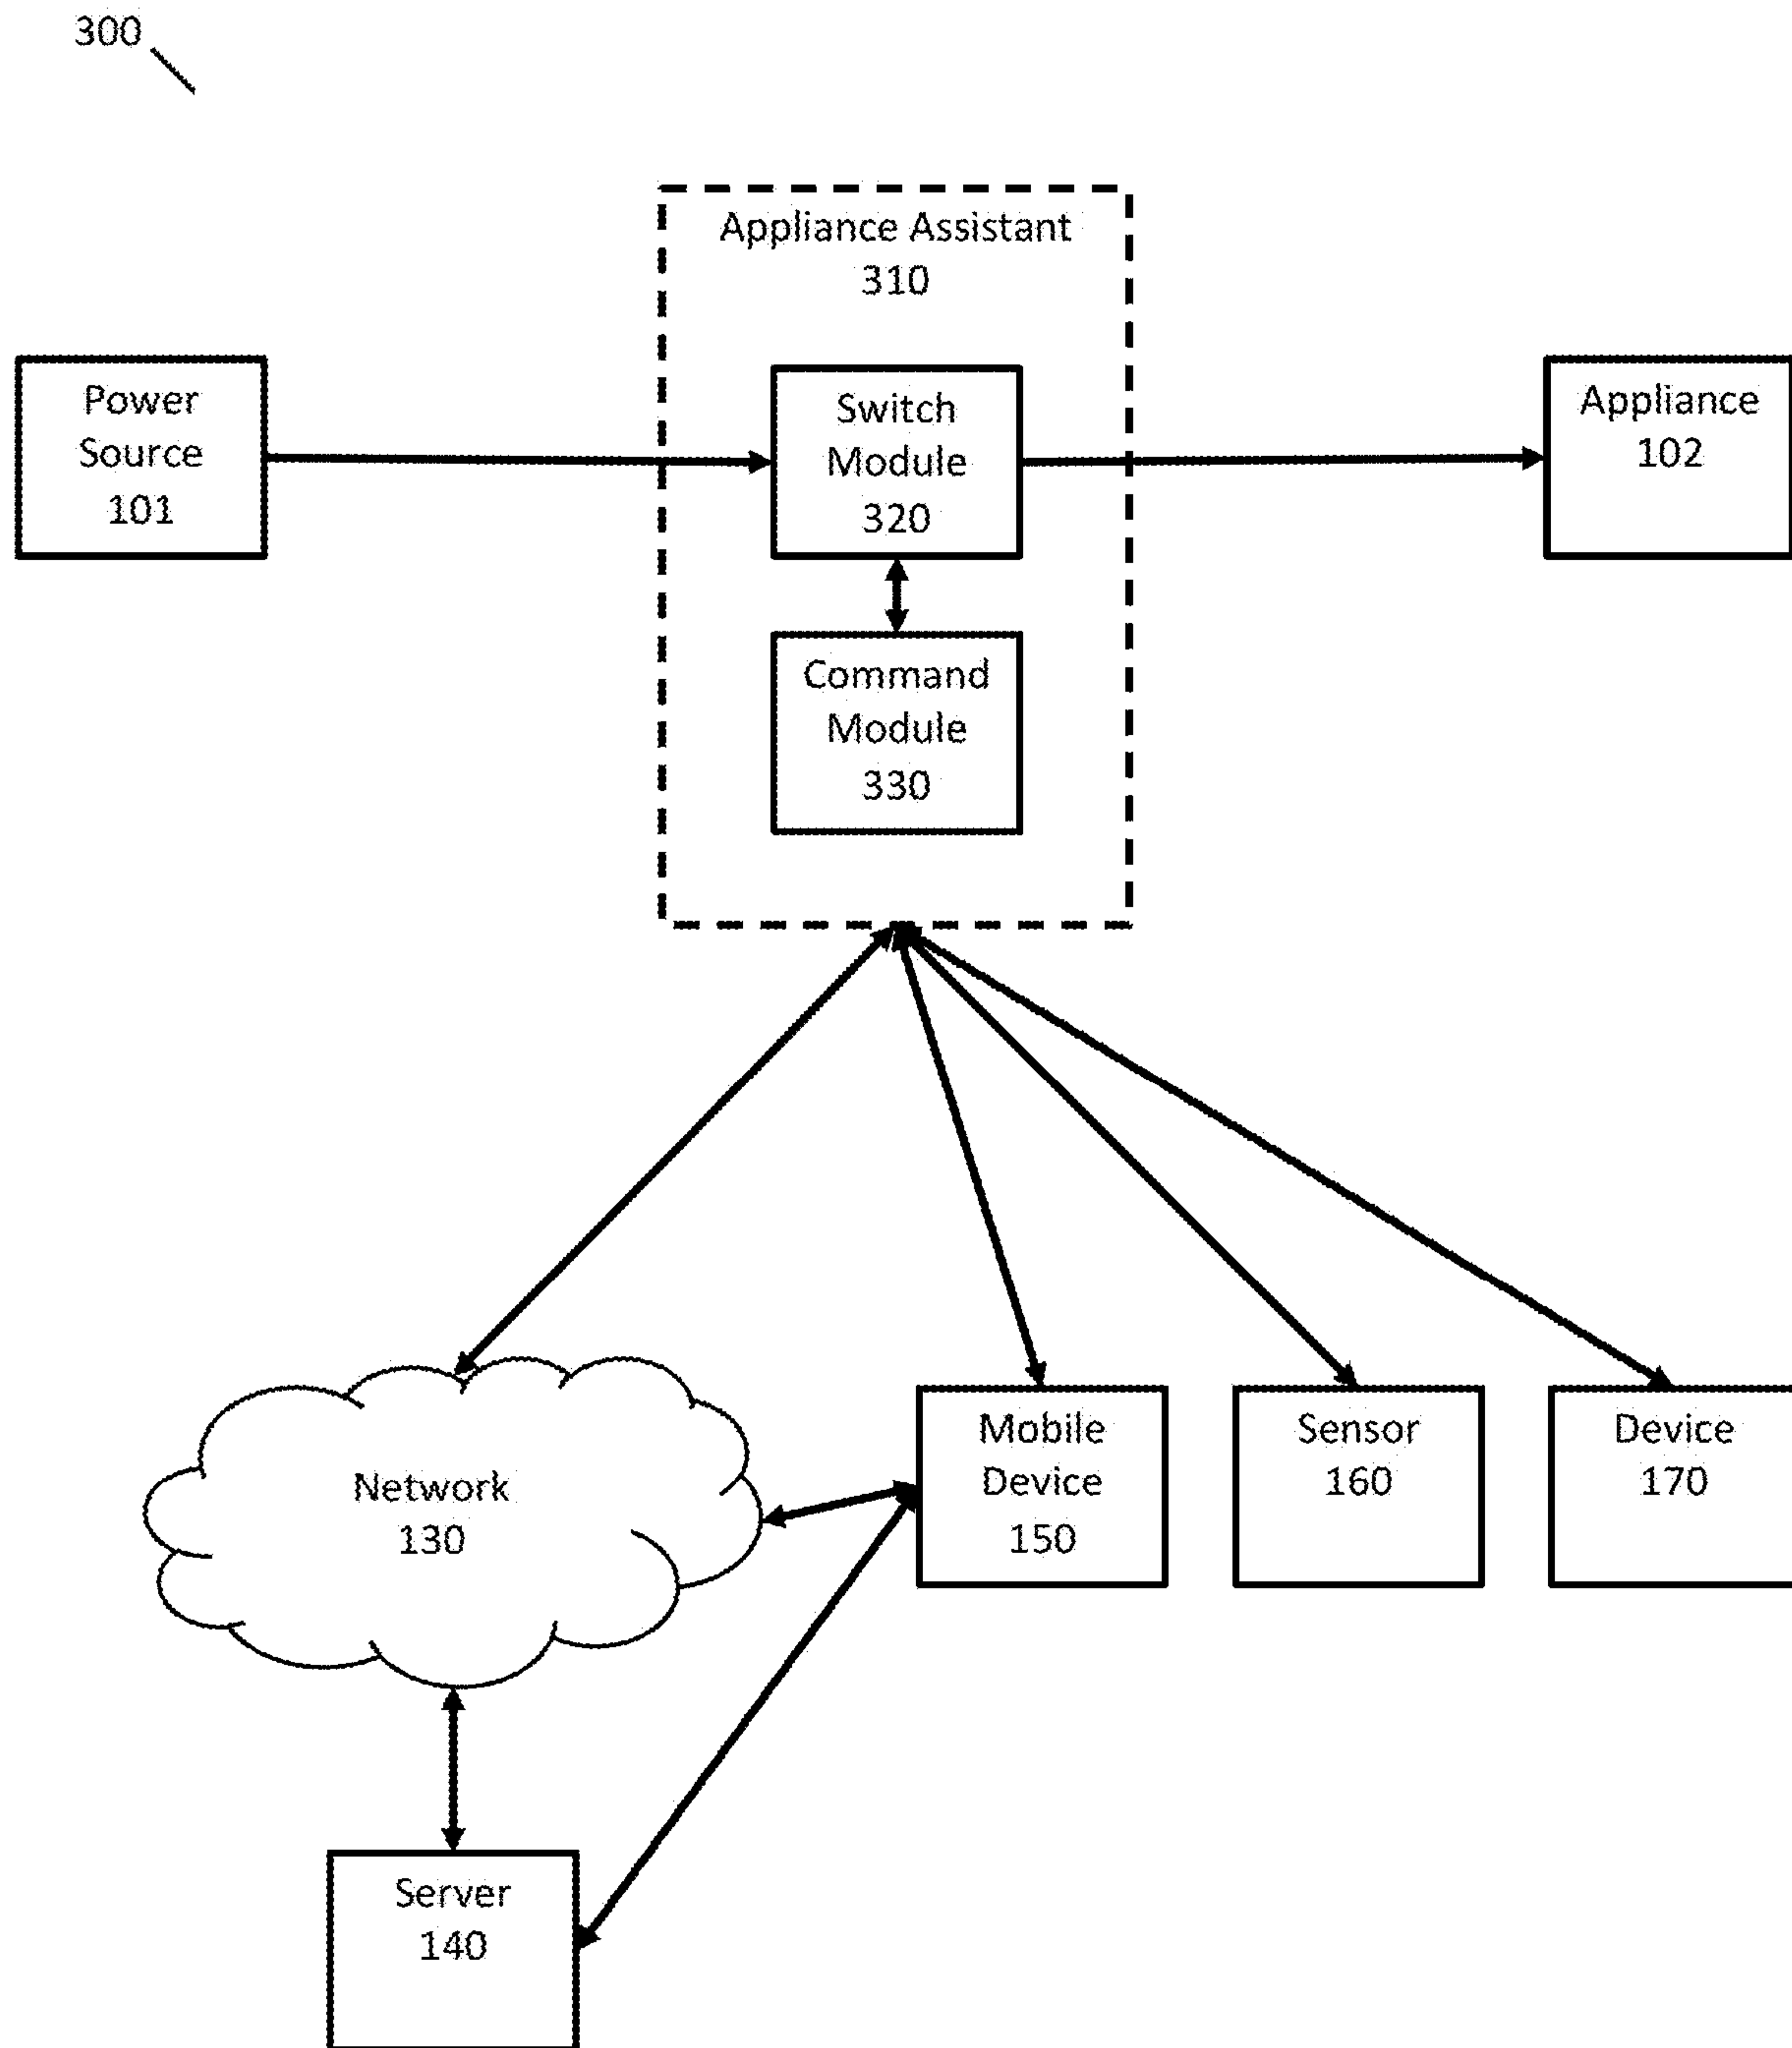 300
Appliance Assistant
310
Power
Source
101
Switch
Module
320
Appliance
102
Command
Module
330
Network
130
Mobile
Device
150
Sensor
160
Device
170
Server
140